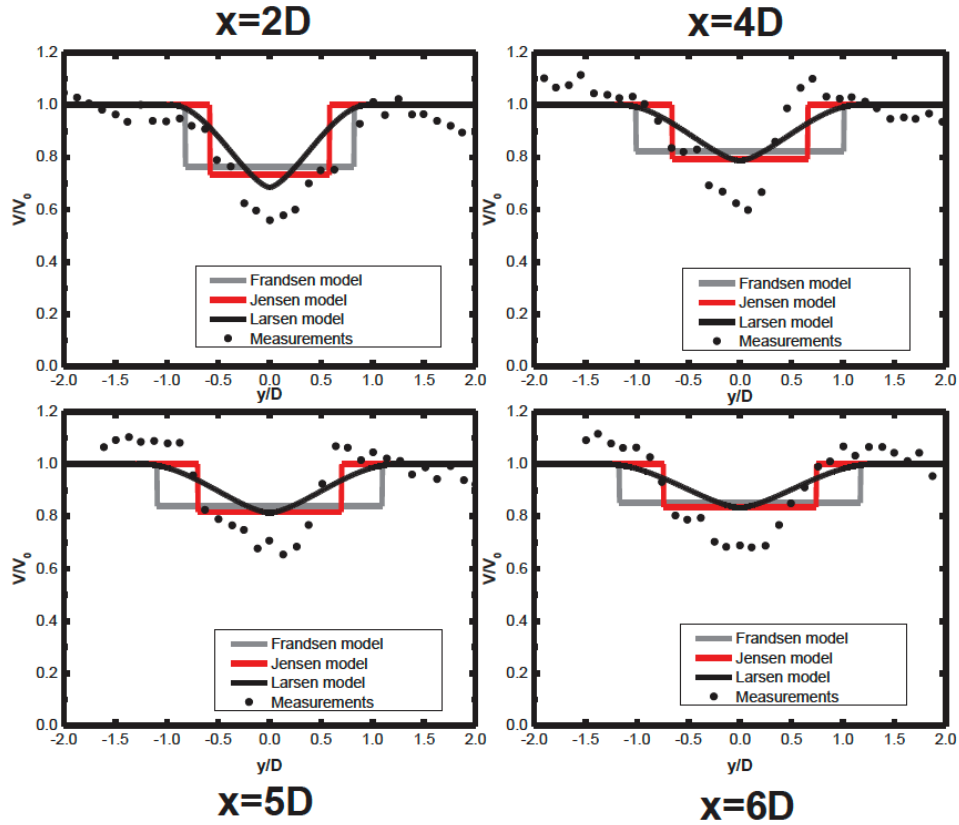 x=2D
x=4D
1.2
1.0
0.8
0.6
0.4
0.2
0.0
V/V0
Frandsen model
Jensen model
Larsen model
Measurements
-2.0 -1.5 -1.0 -0.5 0.0 0.5 1.0 1.5 2.0
y/D
1.2
1.0
0.8
0.6
0.4
0.2
0.0
V/V0
Frandsen model
Jensen model
Larsen model
Measurements
-2.0 -1.5 -1.0 -0.5 0.0 0.5 1.0 1.5 2.0
y/D
1.2
1.0
0.8
0.6
0.4
0.2
0.0
V/V0
Frandsen model
Jensen model
Larsen model
Measurements
-2.0 -1.5 -1.0 -0.5 0.0 0.5 1.0 1.5 2.0
y/D
1.2
1.0
0.8
0.6
0.4
0.2
0.0
V/V0
Frandsen model
Jensen model
Larsen model
Measurements
-2.0 -1.5 -1.0 -0.5 0.0 0.5 1.0 1.5 2.0
y/D
x=5D
x=6D